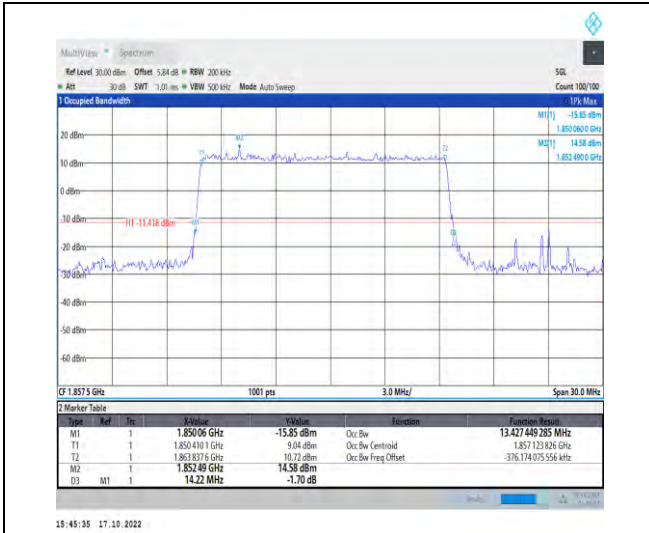 MultiView Spectrum
Ref Level 30.00 dBm Offset 5.84 dB RBW 200 kHz SGL
Att 30 dB SWT 1.01 ms VBW 500 kHz Mode Auto Sweep Count 100/100
1 Occupied Bandwidth 1Pk Max
M1[1] -15.85 dBm
1.850 060 0 GHz
M2[1] 14.58 dBm
1.852 490 0 GHz
20 dBm
M2
T1
T2
10 dBm
0 dBm
-10 dBm
H1 -11.418 dBm
-20 dBm
-30 dBm
-40 dBm
-50 dBm
-60 dBm
CF 1.857 5 GHz 1001 pts 3.0 MHz/ Span 30.0 MHz
2 Marker Table
Type Ref Trc X-Value Y-Value Function Function Result
M1 1 1.850 06 GHz -15.85 dBm Occ Bw 13.427 449 285 MHz
T1 1 1.850 410 1 GHz 9.04 dBm Occ Bw Centroid 1.857 123 826 GHz
T2 1 1.863 837 6 GHz 10.72 dBm Occ Bw Freq Offset -376.174 075 556 kHz
M2 1 1.852 49 GHz 14.58 dBm
D3 M1 1 14.22 MHz -1.70 dB
15:45:35 17.10.2022